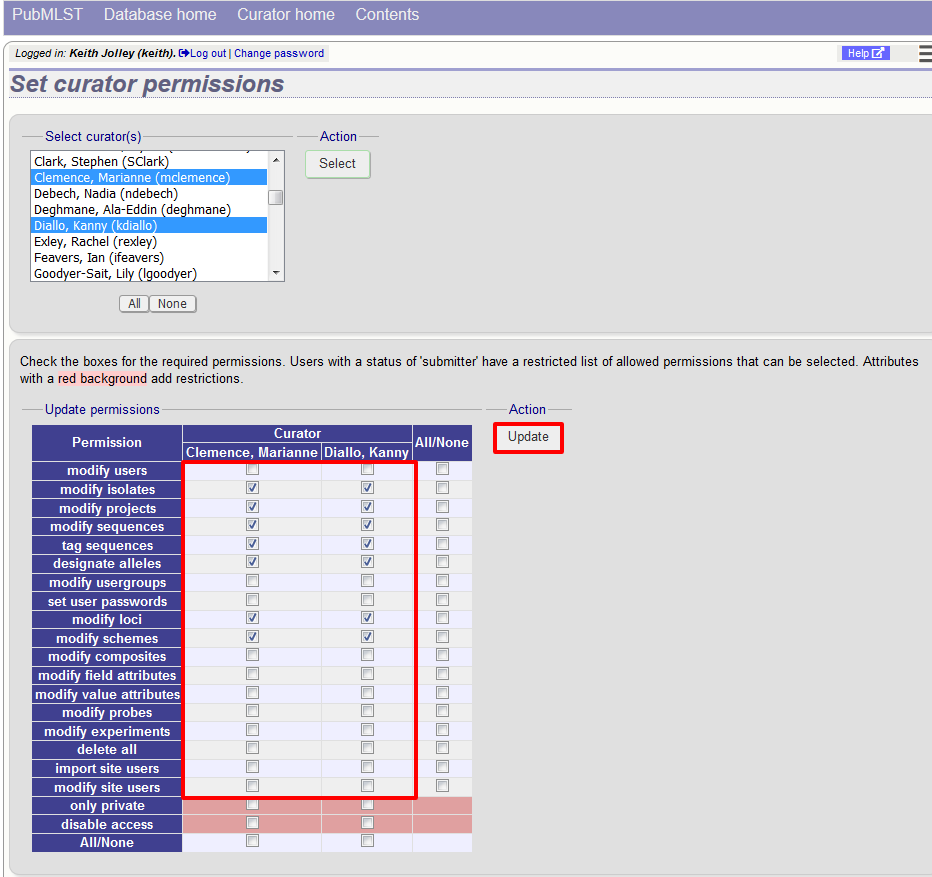 PubMLST Database home Curator home Contents
Logged in: Keith Jolley (keith). Log out | Change password Help
Set curator permissions
Select curator(s) Action
Clark, Stephen (SClark) Select
Clemence, Marianne (mclemence)
Debech, Nadia (ndebech)
Deghmane, Ala-Eddin (deghmane)
Diallo, Kanny (kdiallo)
Exley, Rachel (rexley)
Feavers, Ian (ifeavers)
Goodyer-Sait, Lily (lgoodyer)
All None
Check the boxes for the required permissions. Users with a status of 'submitter' have a restricted list of allowed permissions that can be selected. Attributes
with a red background add restrictions.
Update permissions Action
Permission Curator All/None Update
Clemence, Marianne Diallo, Kanny
modify users
modify isolates
modify projects
modify sequences
tag sequences
designate alleles
modify usergroups
set user passwords
modify loci
modify schemes
modify composites
modify field attributes
modify value attributes
modify probes
modify experiments
delete all
import site users
modify site users
only private
disable access
All/None